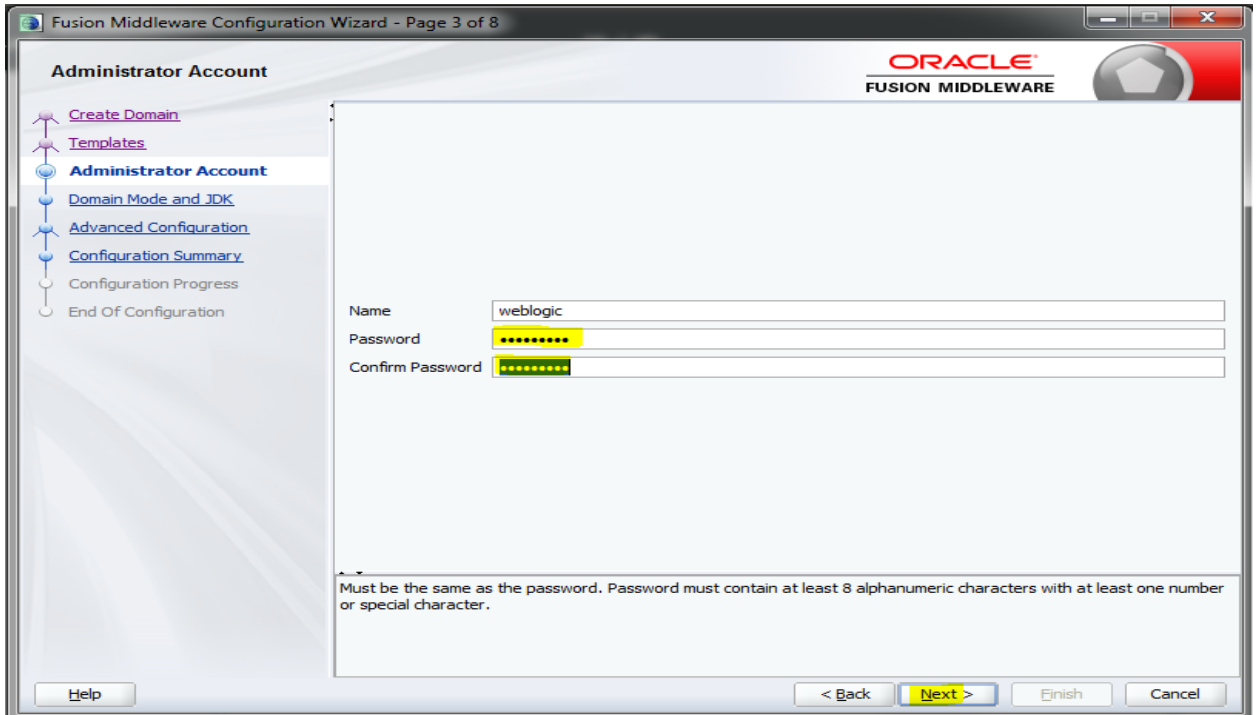 Fusion Middleware Configuration Wizard - Page 3 of 8
Administrator Account
ORACLE
FUSION MIDDLEWARE
Create Domain
Templates
Administrator Account
Domain Mode and JDK
Advanced Configuration
Configuration Summary
Configuration Progress
End Of Configuration
Name weblogic
Password •••••••••
Confirm Password •••••••••
Must be the same as the password. Password must contain at least 8 alphanumeric characters with at least one number
or special character.
Help < Back Next > Finish Cancel